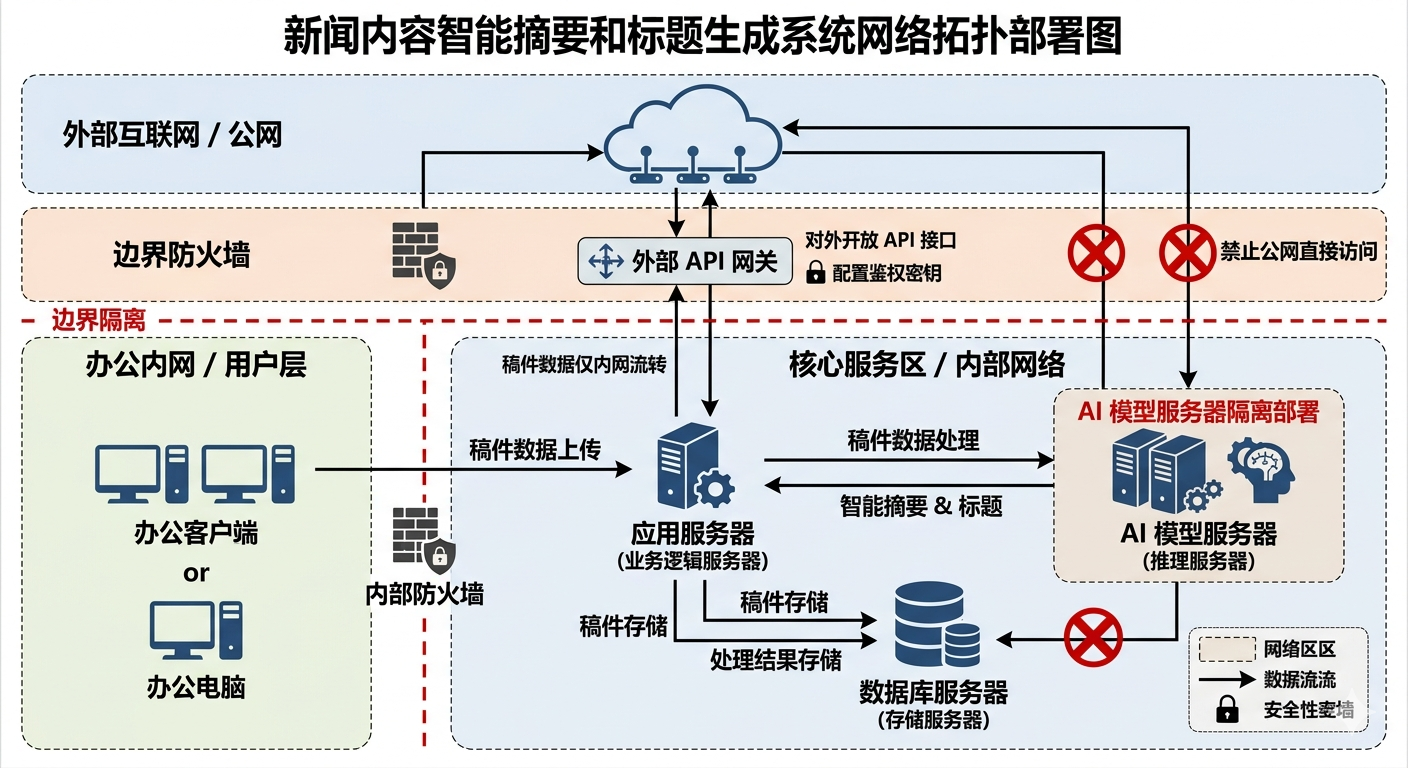 新闻内容智能摘要和标题生成系统网络拓扑部署图
外部互联网 / 公网
边界防火墙
外部 API 网关
对外开放 API 接口
配置鉴权密钥
禁止公网直接访问
边界隔离
办公内网 / 用户层
稿件数据仅内网流转
核心服务区 / 内部网络
AI 模型服务器隔离部署
稿件数据上传
稿件数据处理
智能摘要 & 标题
办公客户端
or
办公电脑
内部防火墙
应用服务器
(业务逻辑服务器)
AI 模型服务器
(推理服务器)
稿件存储
稿件存储
处理结果存储
数据库服务器
(存储服务器)
网络区区
数据流流
安全性